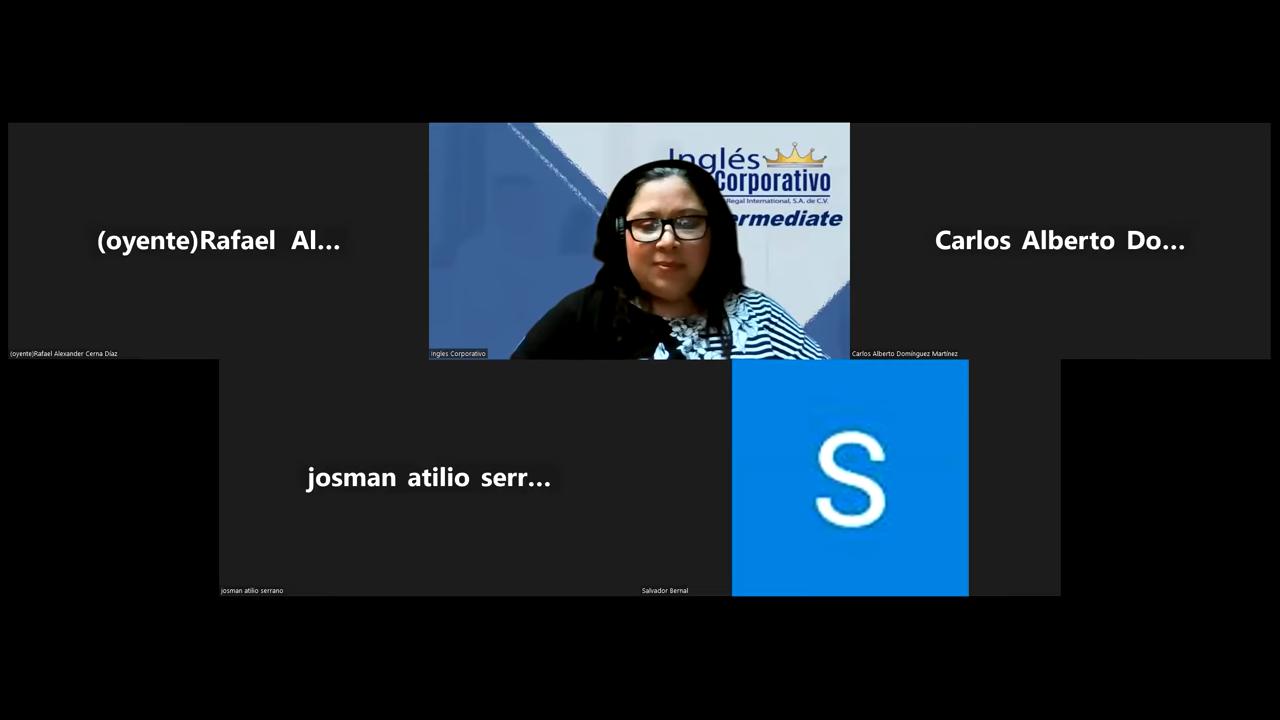 (oyente)Rafael Al...
(oyente)Rafael Alexander Cerna Díaz
Inglés
Corporativo
Regal International, S.A. de C.V.
ermediate
Ingles Corporativo
Carlos Alberto Do...
Carlos Alberto Domínguez Martínez
josman atilio serr...
josman atilio serrano
S
Salvador Bernal